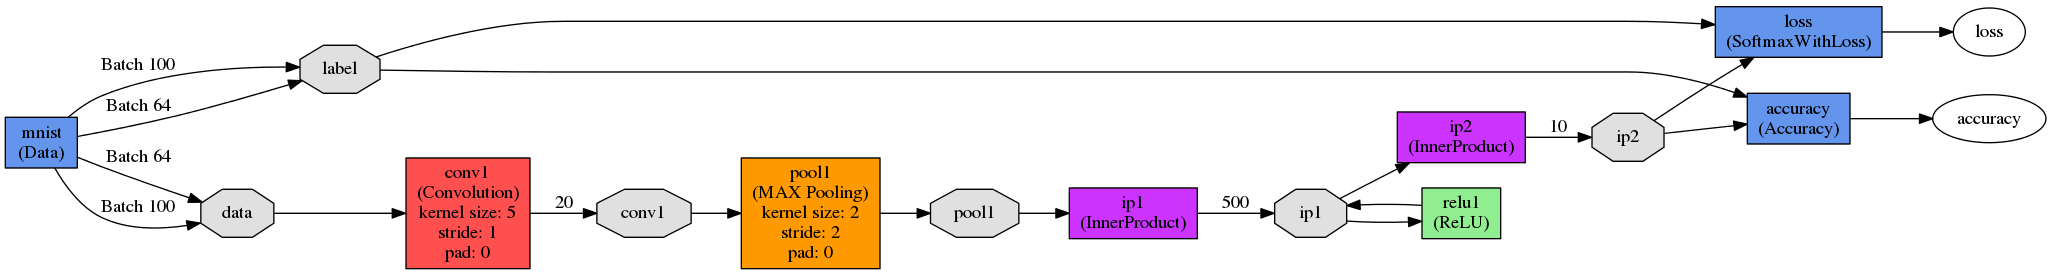 mnist
(Data)
Batch 100
Batch 64
Batch 64
Batch 100
label
data
conv1
(Convolution)
kernel size: 5
stride: 1
pad: 0
20
conv1
pool1
(MAX Pooling)
kernel size: 2
stride: 2
pad: 0
pool1
ip1
(InnerProduct)
500
ip1
relu1
(ReLU)
ip2
(InnerProduct)
10
ip2
loss
(SoftmaxWithLoss)
loss
accuracy
(Accuracy)
accuracy